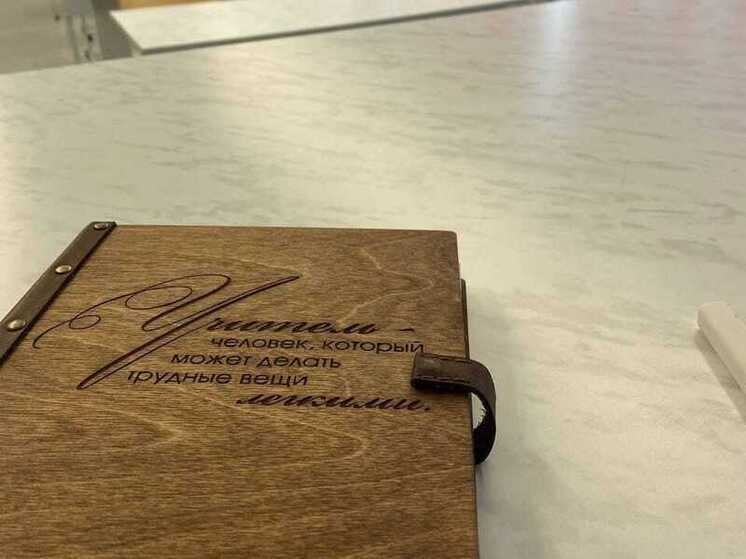 Учитель -
человек, который
может делать
трудные вещи
легкими.